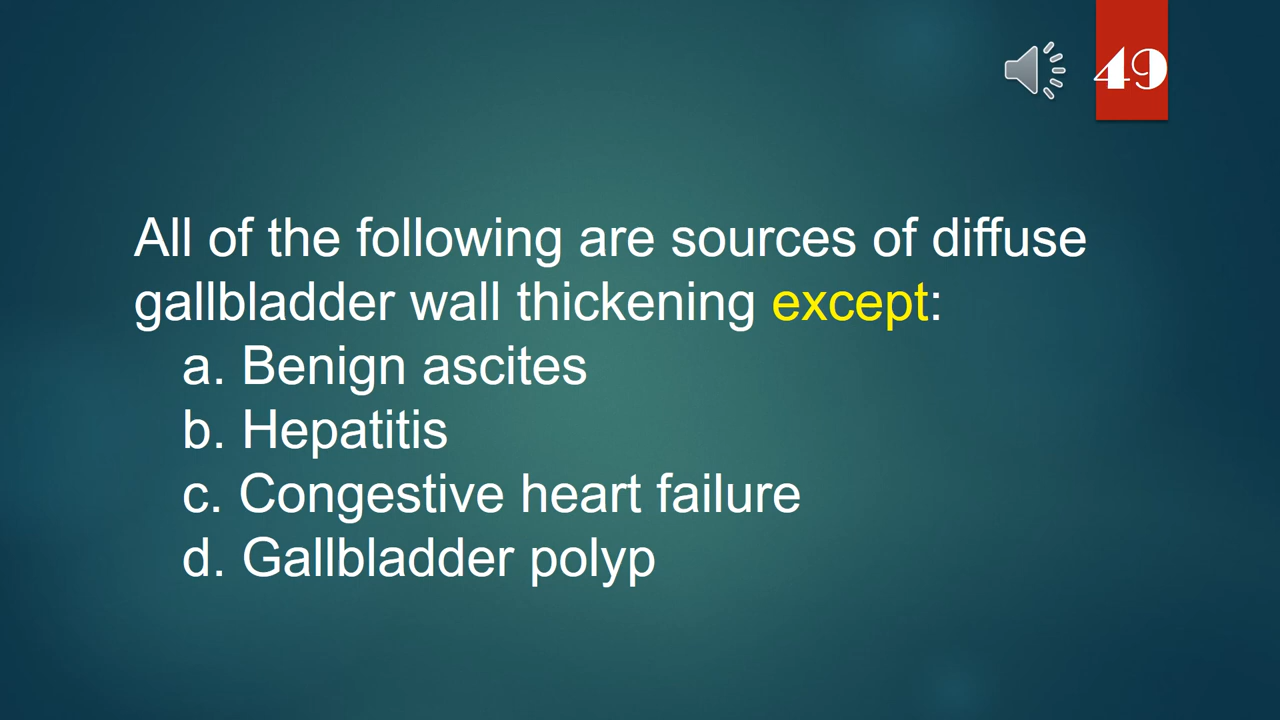 49
All of the following are sources of diffuse
gallbladder wall thickening except:
a. Benign ascites
b. Hepatitis
c. Congestive heart failure
d. Gallbladder polyp